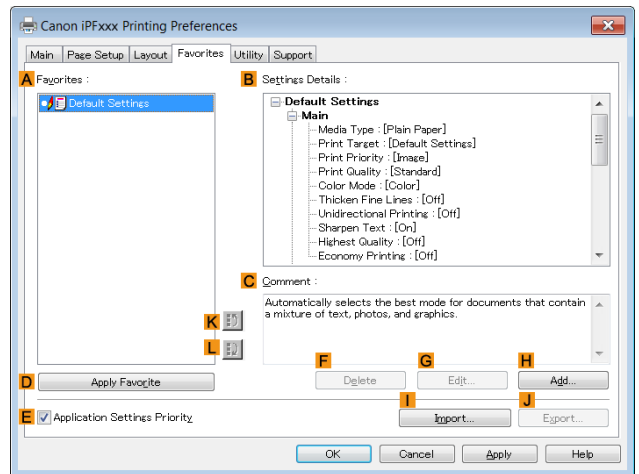 Canon iPFxxx Printing Preferences
Main Page Setup Layout Favorites Utility Support
A Favorites :
B Settings Details :
Default Settings
Default Settings
Main
Media Type : [Plain Paper]
Print Target : [Default Settings]
Print Priority : [Image]
Print Quality : [Standard]
Color Mode : [Color]
Thicken Fine Lines : [Off]
Unidirectional Printing : [Off]
Sharpen Text : [On]
Highest Quality : [Off]
Economy Printing : [Off]
C Comment :
Automatically selects the best mode for documents that contain
a mixture of text, photos, and graphics.
K
L
F G H
D Apply Favorite Delete Edit... Add...
I J
E Application Settings Priority Import... Export...
OK Cancel Apply Help